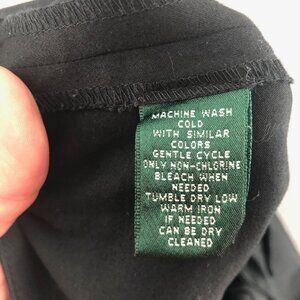 MACHINE WASH
COLD
WITH SIMILAR
COLORS
GENTLE CYCLE
ONLY NON-CHLORINE
BLEACH WHEN
NEEDED
TUMBLE DRY LOW
WARM IRON
IF NEEDED
CAN BE DRY
CLEANED